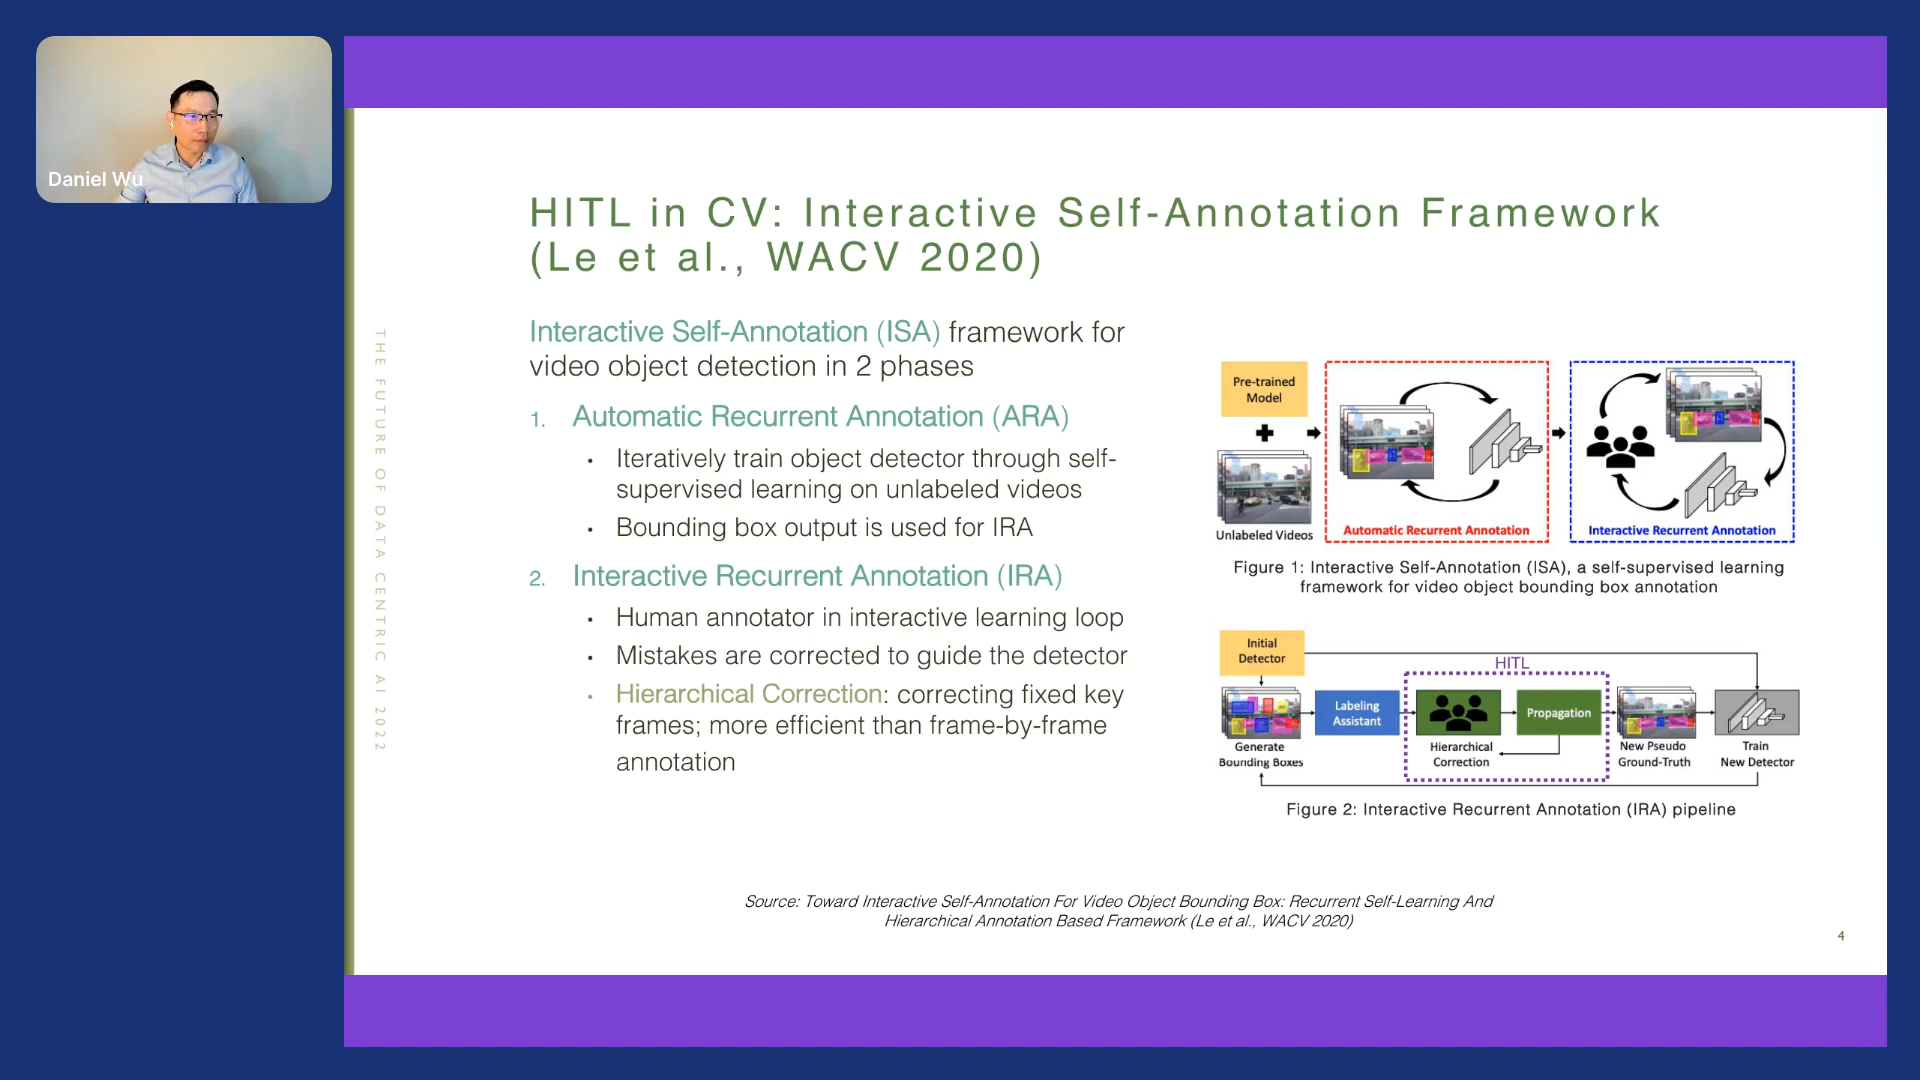 Daniel Wu
THE FUTURE OF DATA CENTRIC AI 2022
HITL in CV: Interactive Self-Annotation Framework
(Le et al., WACV 2020)
Interactive Self-Annotation (ISA) framework for
video object detection in 2 phases
1. Automatic Recurrent Annotation (ARA)
• Iteratively train object detector through self-
supervised learning on unlabeled videos
• Bounding box output is used for IRA
2. Interactive Recurrent Annotation (IRA)
• Human annotator in interactive learning loop
• Mistakes are corrected to guide the detector
• Hierarchical Correction: correcting fixed key
frames; more efficient than frame-by-frame
annotation
Pre-trained
Model
Unlabeled Videos
Automatic Recurrent Annotation
Interactive Recurrent Annotation
Figure 1: Interactive Self-Annotation (ISA), a self-supervised learning
framework for video object bounding box annotation
Initial
Detector
HITL
Labeling
Assistant
Propagation
Generate
Bounding Boxes
Hierarchical
Correction
New Pseudo
Ground-Truth
Train
New Detector
Figure 2: Interactive Recurrent Annotation (IRA) pipeline
Source: Toward Interactive Self-Annotation For Video Object Bounding Box: Recurrent Self-Learning And
Hierarchical Annotation Based Framework (Le et al., WACV 2020)
4